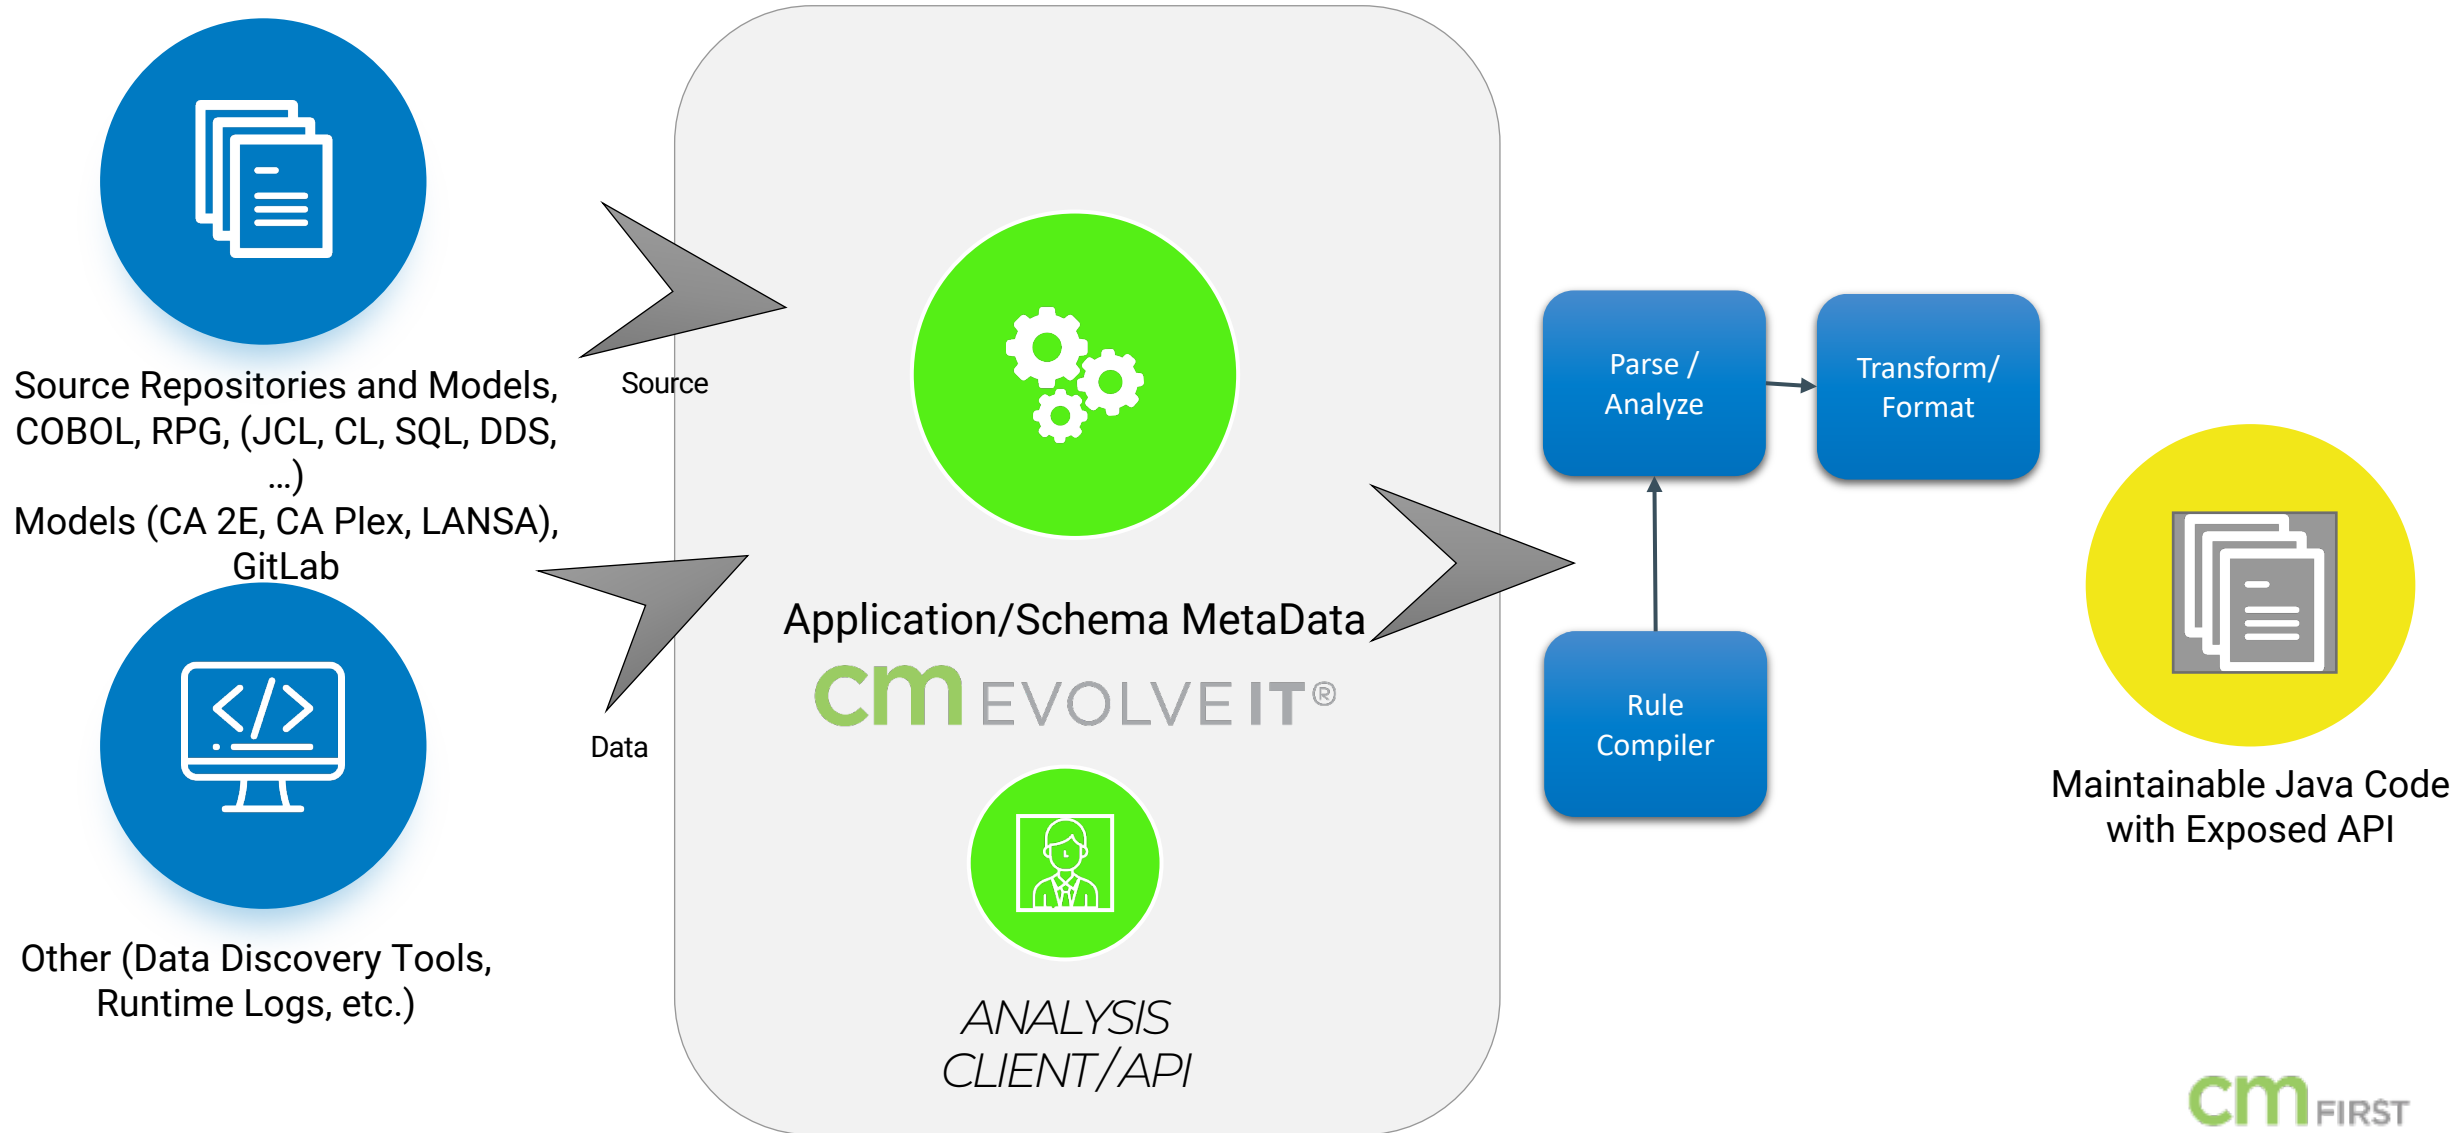 Source Repositories and Models,
COBOL, RPG, (JCL, CL, SQL, DDS,
...)
Models (CA 2E, CA Plex, LANSA),
GitLab
Other (Data Discovery Tools,
Runtime Logs, etc.)
Source
Data
Application/Schema MetaData
cm EVOLVEIT®
ANALYSIS
CLIENT/API
Parse /
Analyze
Transform/
Format
Rule
Compiler
Maintainable Java Code
with Exposed API
cm FIRST